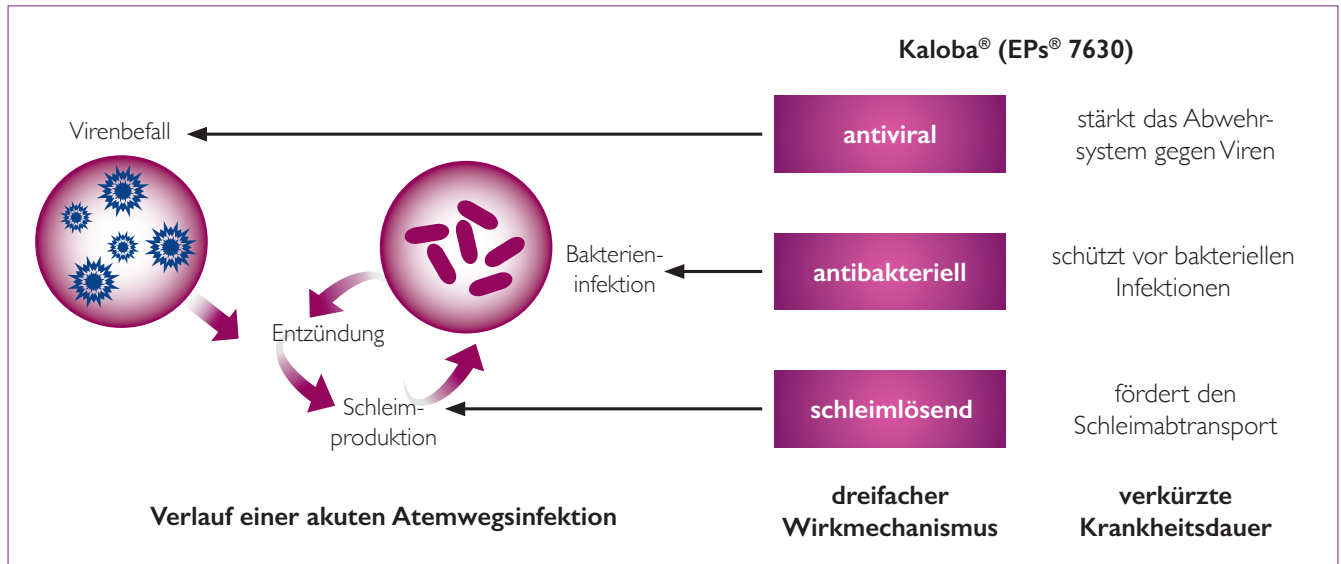 Kaloba® (EPs® 7630)
Virenbefall
antiviral
stärkt das Abwehr-
system gegen Viren
Bakterien-
infektion
antibakteriell
schützt vor bakteriellen
Infektionen
Entzündung
Schleim-
produktion
schleimlösend
fördert den
Schleimabtransport
Verlauf einer akuten Atemwegsinfektion
dreifacher
Wirkmechanismus
verkürzte
Krankheitsdauer